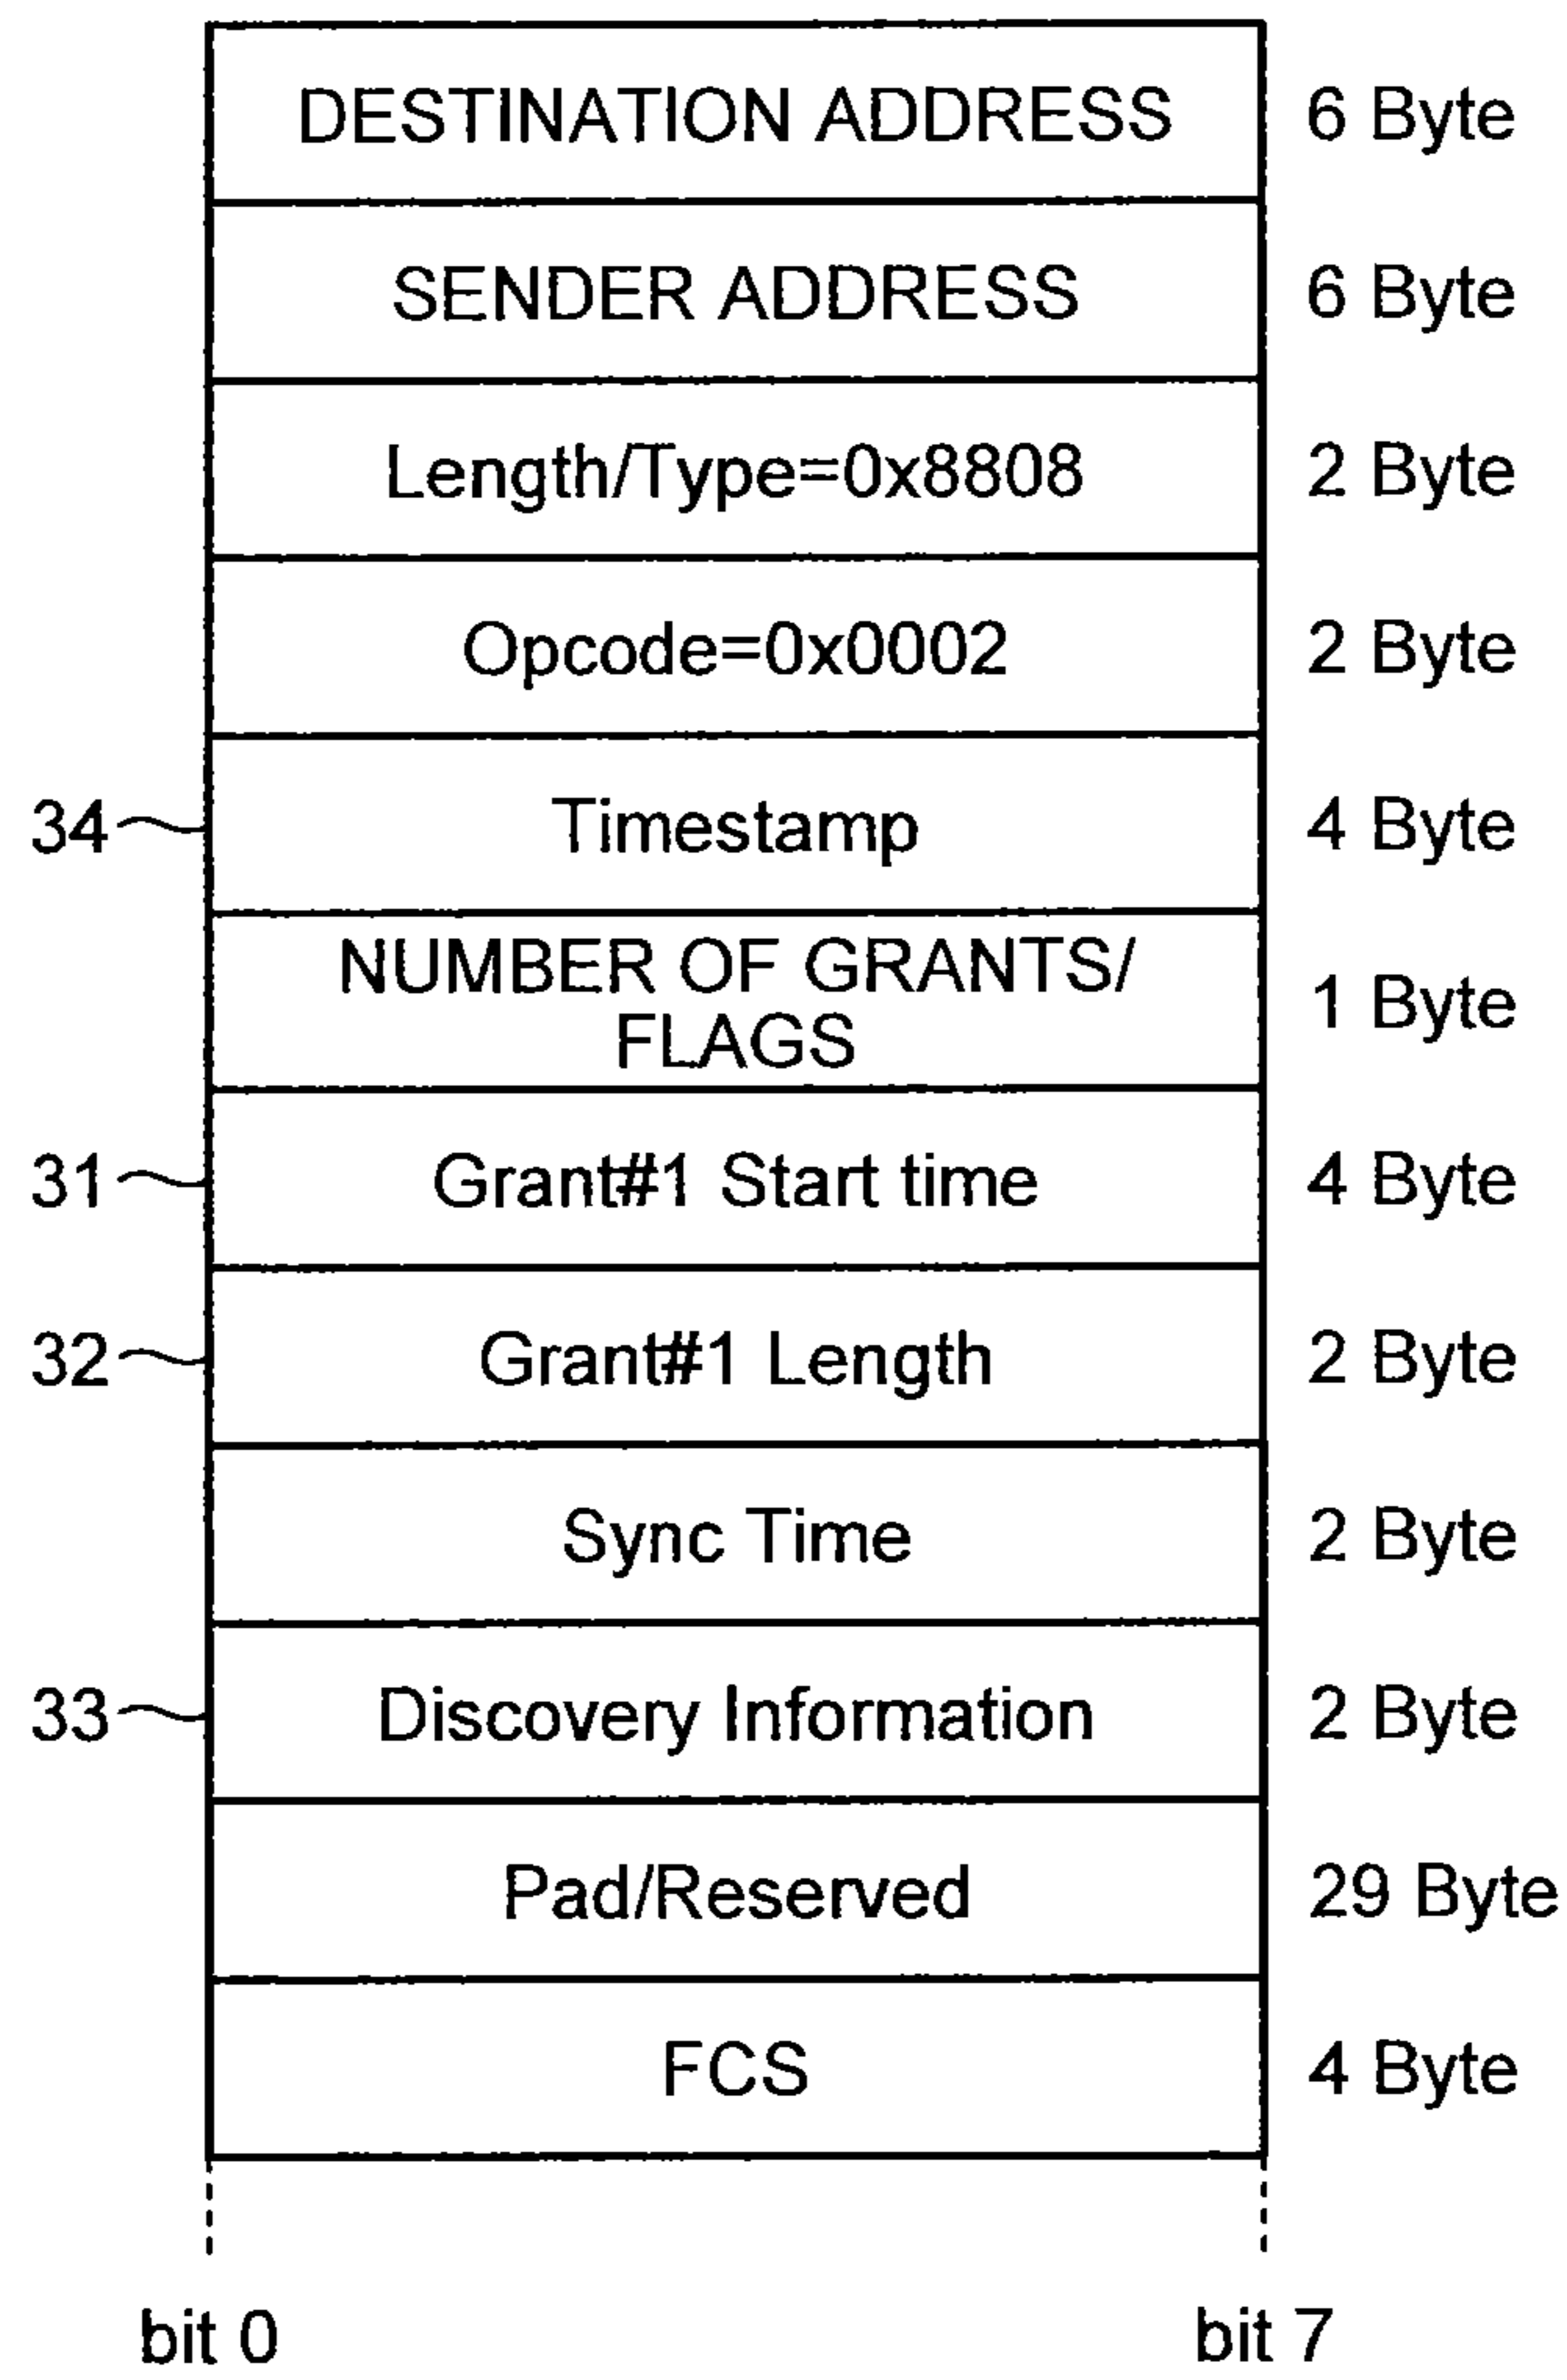 DESTINATION ADDRESS 6 Byte
SENDER ADDRESS 6 Byte
Length/Type=0x8808 2 Byte
Opcode=0x0002 2 Byte
34 Timestamp 4 Byte
NUMBER OF GRANTS/
FLAGS 1 Byte
31 Grant#1 Start time 4 Byte
32 Grant#1 Length 2 Byte
Sync Time 2 Byte
33 Discovery Information 2 Byte
Pad/Reserved 29 Byte
FCS 4 Byte
bit 0 bit 7